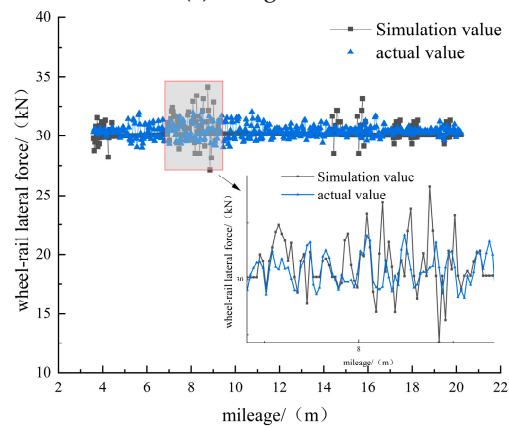 Simulation value
actual value
40
35
30
25
20
15
10
wheel-rail lateral force/（kN）
Simulation valuc
actual value
wheel-rail lateral force/（kN）
30
8
mileage/（m）
2 4 6 8 10 12 14 16 18 20 22
mileage/（m）